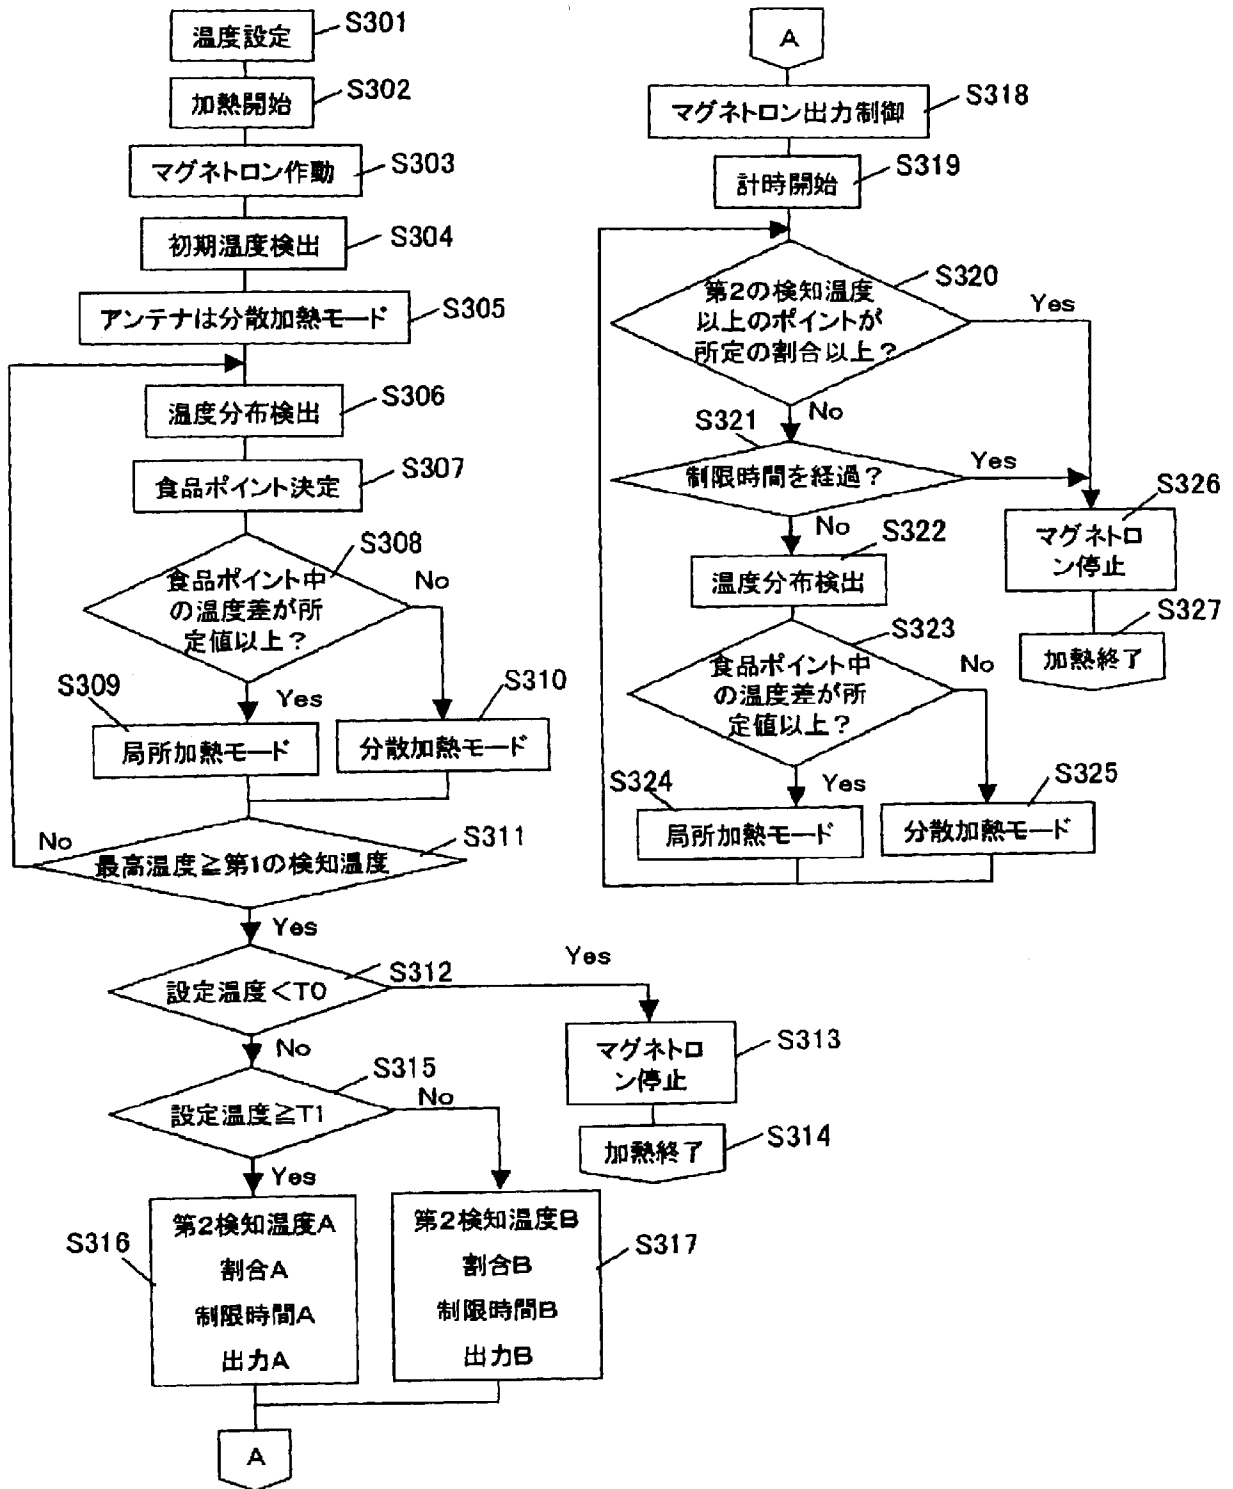 温度設定
S301
加熱開始
S302
マグネトロン作動
S303
初期温度検出
S304
アンテナは分散加熱モード
S305
温度分布検出
S306
食品ポイント決定
S307
食品ポイント中
の温度差が所
定値以上？
S308
No
Yes
S309
局所加熱モード
S310
分散加熱モード
最高温度≧第1の検知温度
S311
No
Yes
設定温度＜T0
S312
Yes
No
マグネトロ
ン停止
S313
加熱終了
S314
設定温度≧T1
S315
No
Yes
S316
第2検知温度A
割合A
制限時間A
出力A
第2検知温度B
割合B
制限時間B
出力B
S317
A
A
マグネトロン出力制御
S318
計時開始
S319
第2の検知温度
以上のポイントが
所定の割合以上？
S320
Yes
No
S321
制限時間を経過？
Yes
No
S326
マグネトロ
ン停止
S327
加熱終了
S322
温度分布検出
S323
食品ポイント中
の温度差が所
定値以上？
No
Yes
S324
局所加熱モード
S325
分散加熱モード